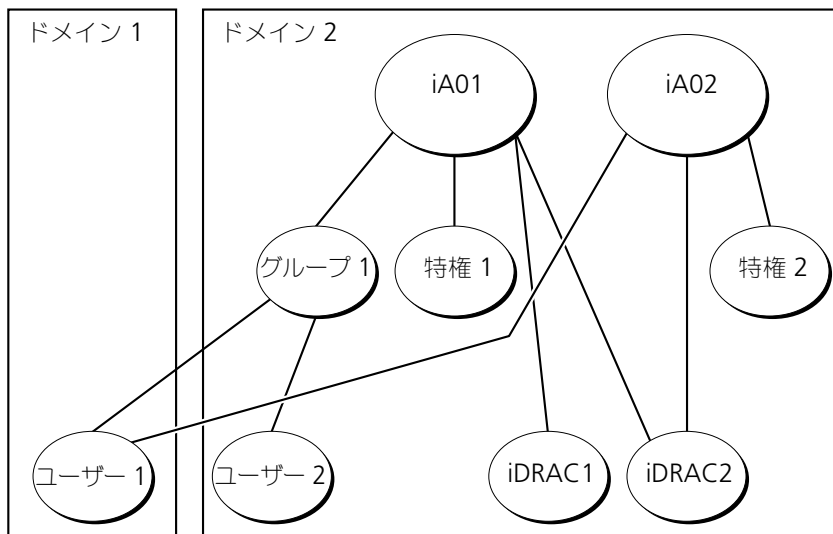 ドメイン 1
ドメイン 2
iA01
iA02
グループ 1
特権 1
特権 2
ユーザー 1
ユーザー 2
iDRAC1
iDRAC2